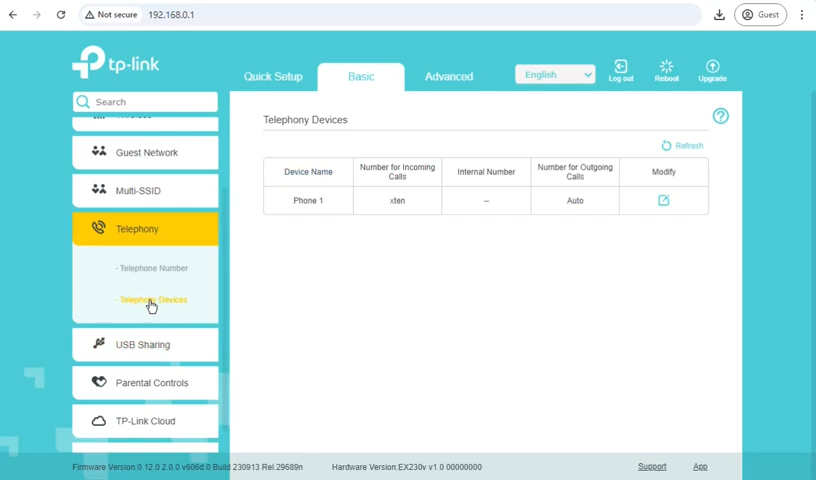 Not secure
192.168.0.1
Guest
tp-link
Quick Setup
Basic
Advanced
English
Log out
Reboot
Upgrade
Search
Guest Network
Multi-SSID
Telephony
- Telephone Number
- Telephony Devices
USB Sharing
Parental Controls
TP-Link Cloud
Telephony Devices
?
Refresh
Device Name
Number for Incoming
Calls
Internal Number
Number for Outgoing
Calls
Modify
Phone 1
xten
--
Auto
Firmware Version:0.12.0 2.0.0 v606d.0 Build 230913 Rel.29689n
Hardware Version:EX230v v1.0 00000000
Support
App